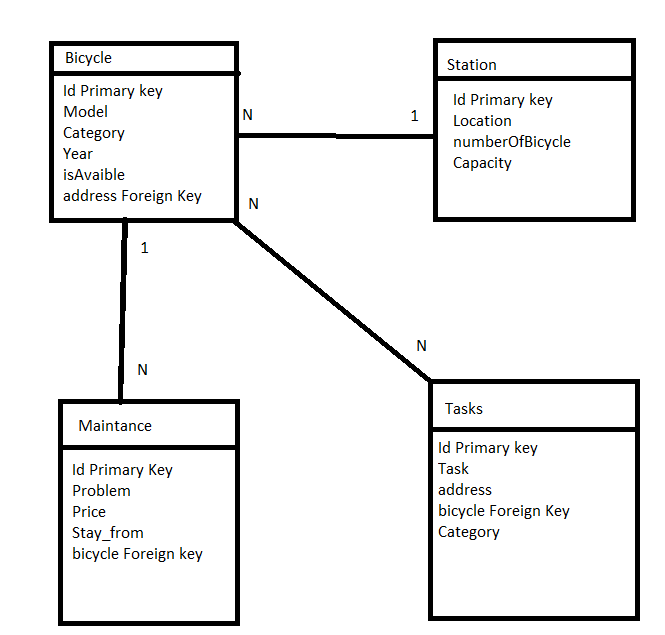 Bicycle
Id Primary key
Model
Category
Year
isAvaible
address Foreign Key
N
1
Station
Id Primary key
Location
numberOfBicycle
Capacity
N
1
N
N
Maintance
Id Primary Key
Problem
Price
Stay_from
bicycle Foreign key
Tasks
Id Primary key
Task
address
bicycle Foreign Key
Category